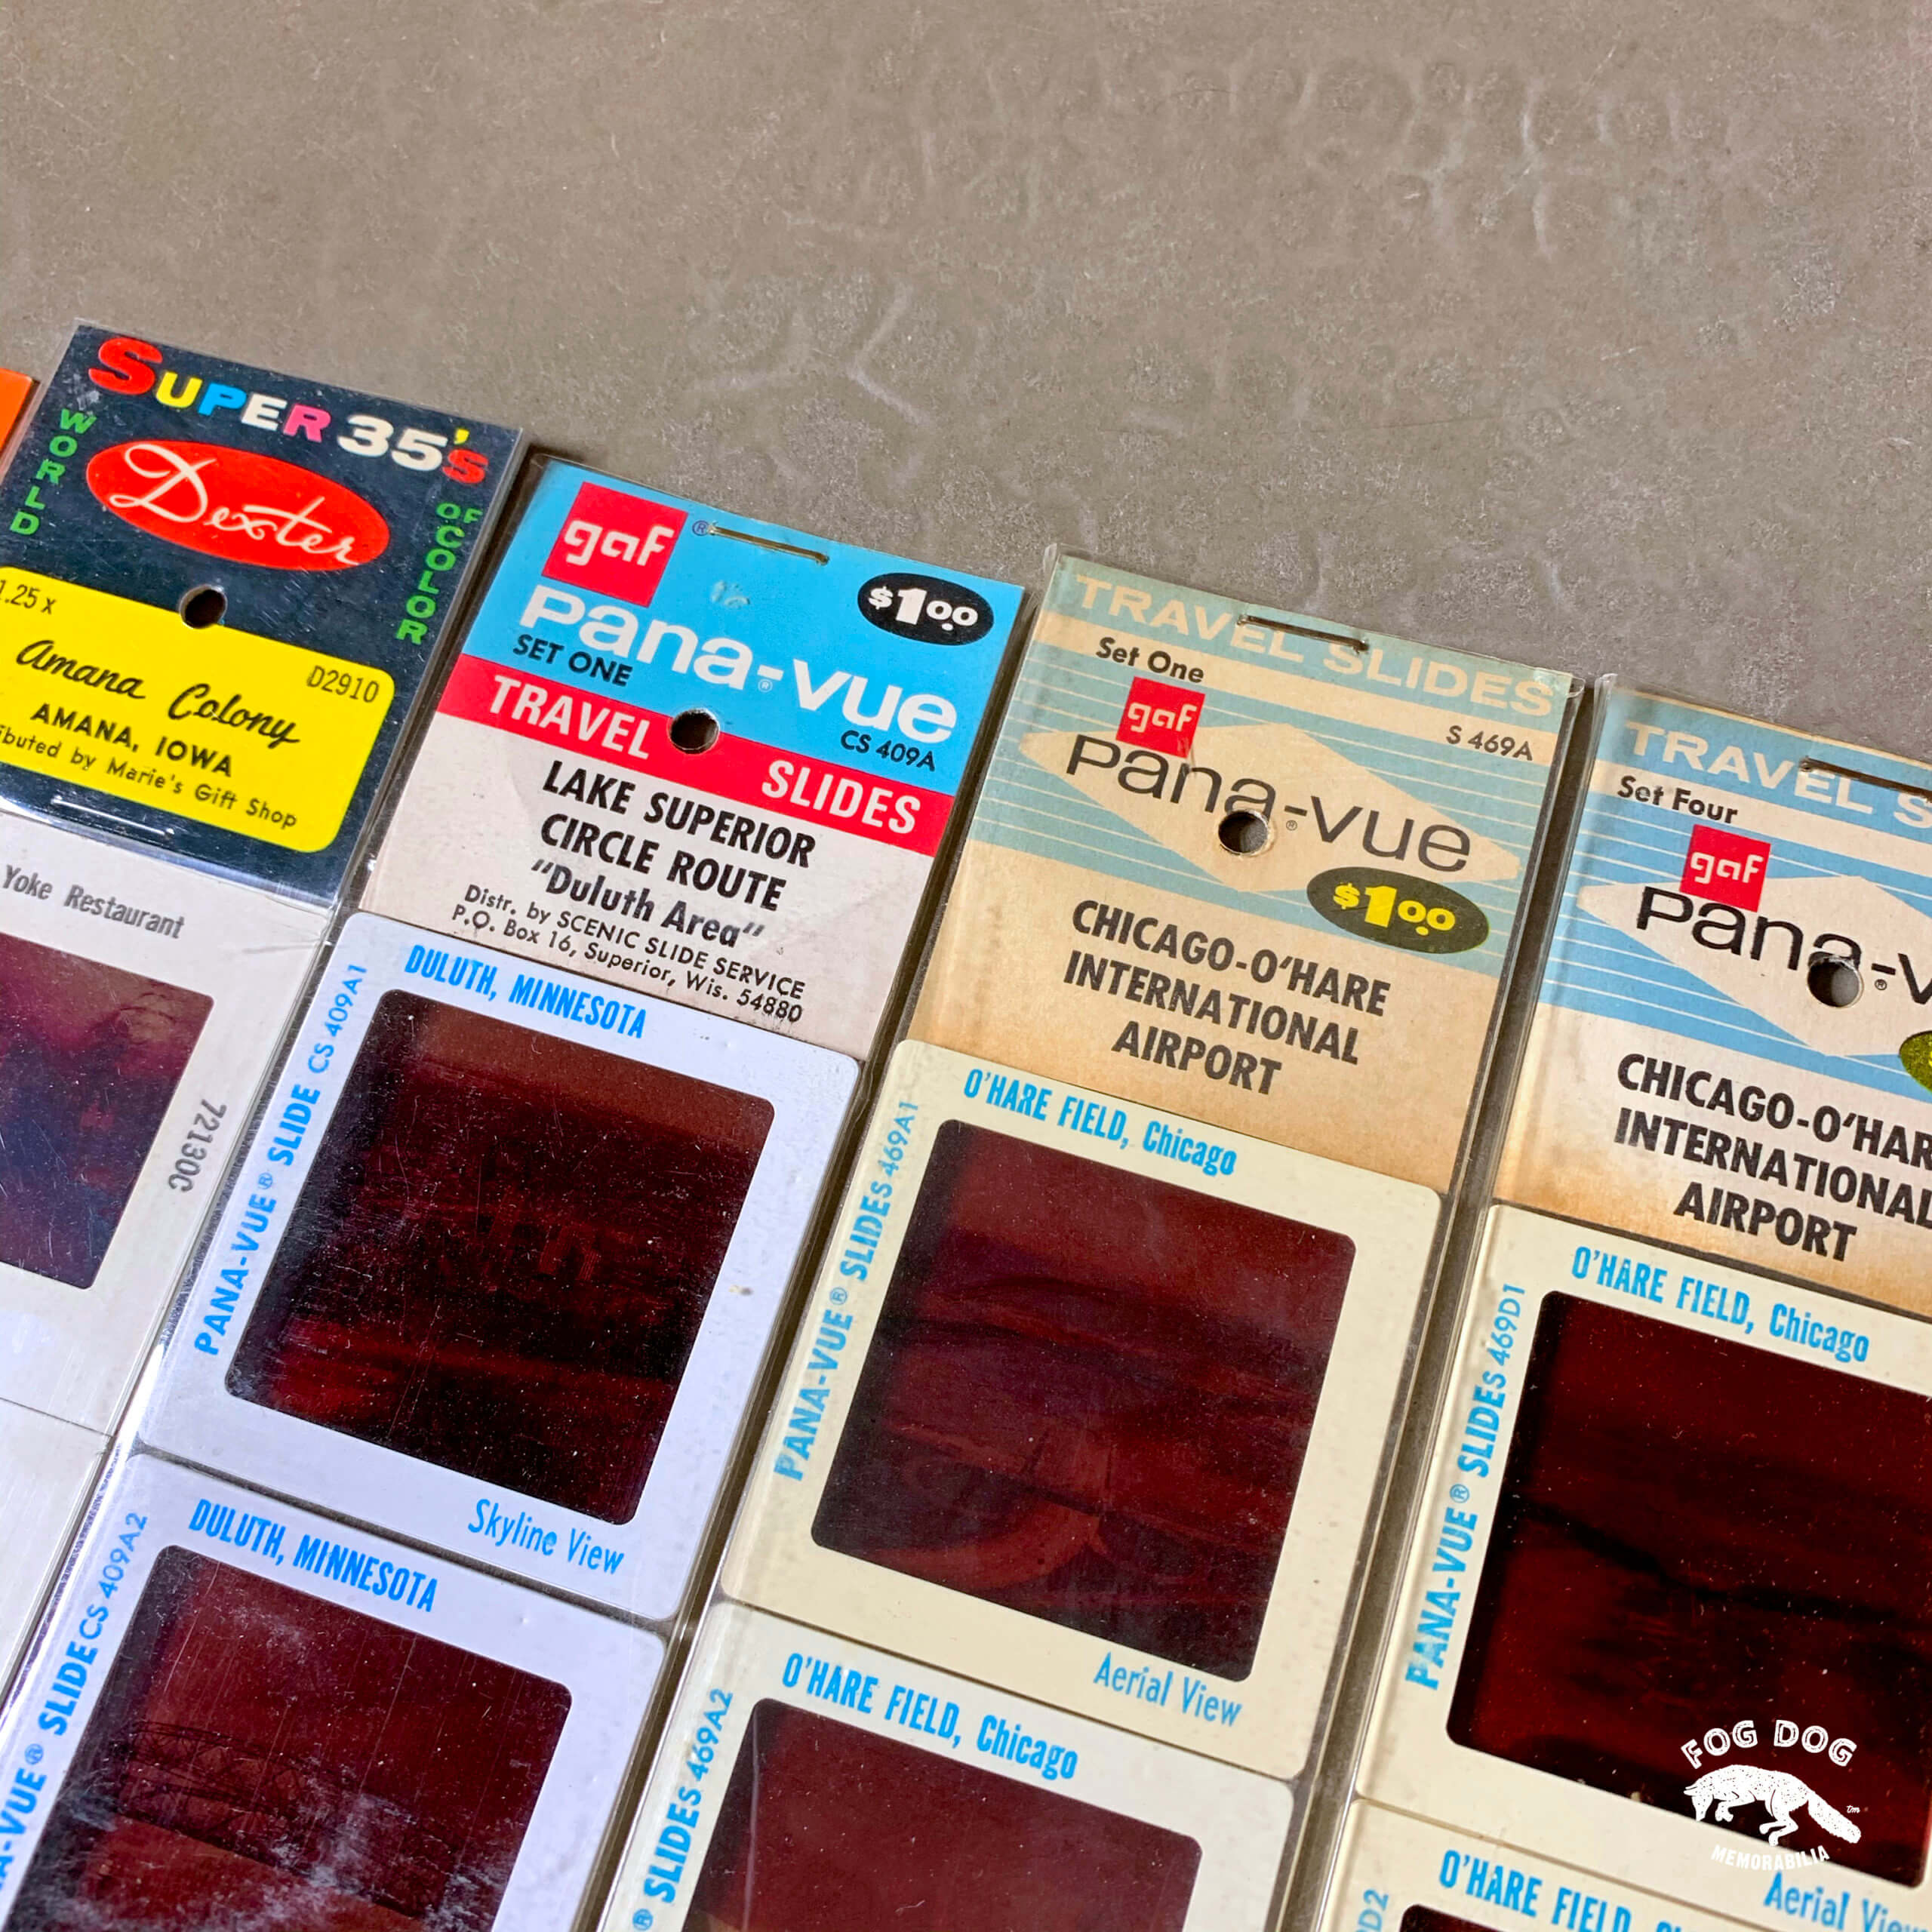 SUPER 35's
WORLD
OF COLOR
Dexter
1.25 x
Amana Colony
D2910
AMANA, IOWA
by Marie's Gift Shop
Yoke Restaurant
72130C
gaf ®
$1.00
pana-vue ®
SET ONE
CS 409A
TRAVEL SLIDES
LAKE SUPERIOR
CIRCLE ROUTE
"Duluth Area"
Distr. by SCENIC SLIDE SERVICE
P.O. Box 16, Superior, Wis. 54880
DULUTH, MINNESOTA
PANA-VUE ® SLIDE CS 409A1
Skyline View
DULUTH, MINNESOTA
SLIDE CS 409A2
TRAVEL SLIDES
Set One
S 469A
gaf
pana-vue ®
$1.00
CHICAGO-O'HARE
INTERNATIONAL
AIRPORT
O'HARE FIELD, Chicago
PANA-VUE ® SLIDES 469A1
Aerial View
O'HARE FIELD, Chicago
® SLIDES 469A2
TRAVEL S
Set Four
gaf
pana-v
CHICAGO-O'HAR
INTERNATIONAL
AIRPORT
O'HARE FIELD, Chicago
PANA-VUE ® SLIDES 469D1
Aerial View
O'HARE FIELD,
FOG DOG
MEMORABILIA